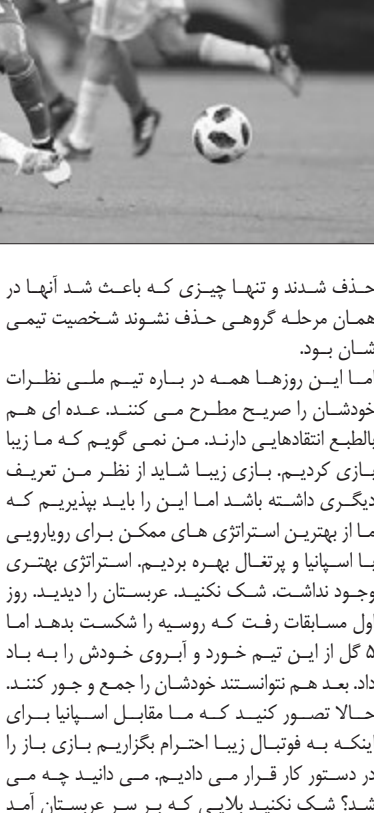 حذف شدند و تنها چیزی که باعث شد آنها در
همان مرحله گروهی حذف نشوند شخصیت تیمی
شان بود.
اما این روزها همه در باره تیم ملی نظرات
خودشان را صریح مطرح می کنند. عده ای هم
بالطبع انتقادهایی دارند. من نمی گویم که ما زیبا
بازی کردیم. بازی زیبا شاید از نظر من تعریف
دیگری داشته باشد اما این را باید بپذیریم که
ما از بهترین استراتژی های ممکن برای رویارویی
با اسپانیا و پرتغال بهره بردیم. استراتژی بهتری
وجود نداشت. شک نکنید. عربستان را دیدید. روز
اول مسابقات رفت که روسیه را شکست بدهد اما
۵ گل از این تیم خورد و آبروی خودش را به باد
داد. بعد هم نتوانستند خودشان را جمع و جور کنند.
حالا تصور کنید که ما مقابل اسپانیا برای
اینکه به فوتبال زیبا احترام بگزاریم بازی باز را
در دستور کار قرار می دادیم. می دانید چه می
شد؟ شک نکنید بلایی که بر سر عربستان آمد